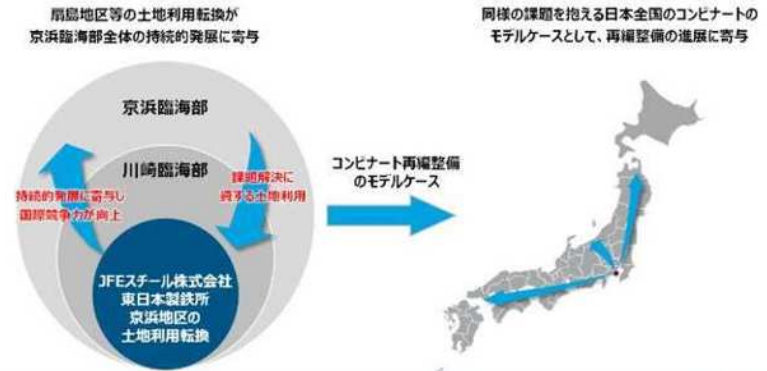 扇島地区等の土地利用転換が
京浜臨海部全体の持続的発展に寄与
同様の課題を抱える日本全国のコンビナートの
モデルケースとして、再編整備の進展に寄与
京浜臨海部
川崎臨海部
持続的発展に寄与し
国際競争力が向上
課題解決に
資する土地利用
コンビナート再編整備
のモデルケース
JFEスチール株式会社
東日本製鉄所
京浜地区の
土地利用転換